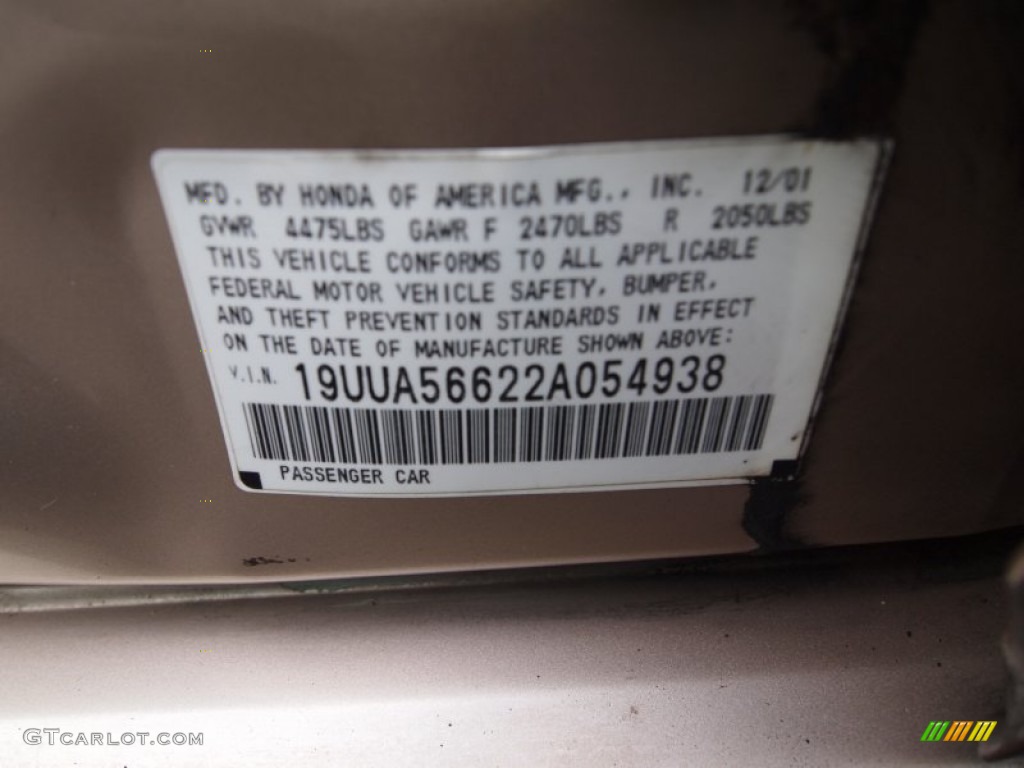 MFD. BY HONDA OF AMERICA MFG., INC. 12/01
GVWR 4475LBS GAWR F 2470LBS R 2050LBS
THIS VEHICLE CONFORMS TO ALL APPLICABLE
FEDERAL MOTOR VEHICLE SAFETY, BUMPER,
AND THEFT PREVENTION STANDARDS IN EFFECT
ON THE DATE OF MANUFACTURE SHOWN ABOVE:
V.I.N. 19UUA56622A054938
PASSENGER CAR
GTCARLOT.COM